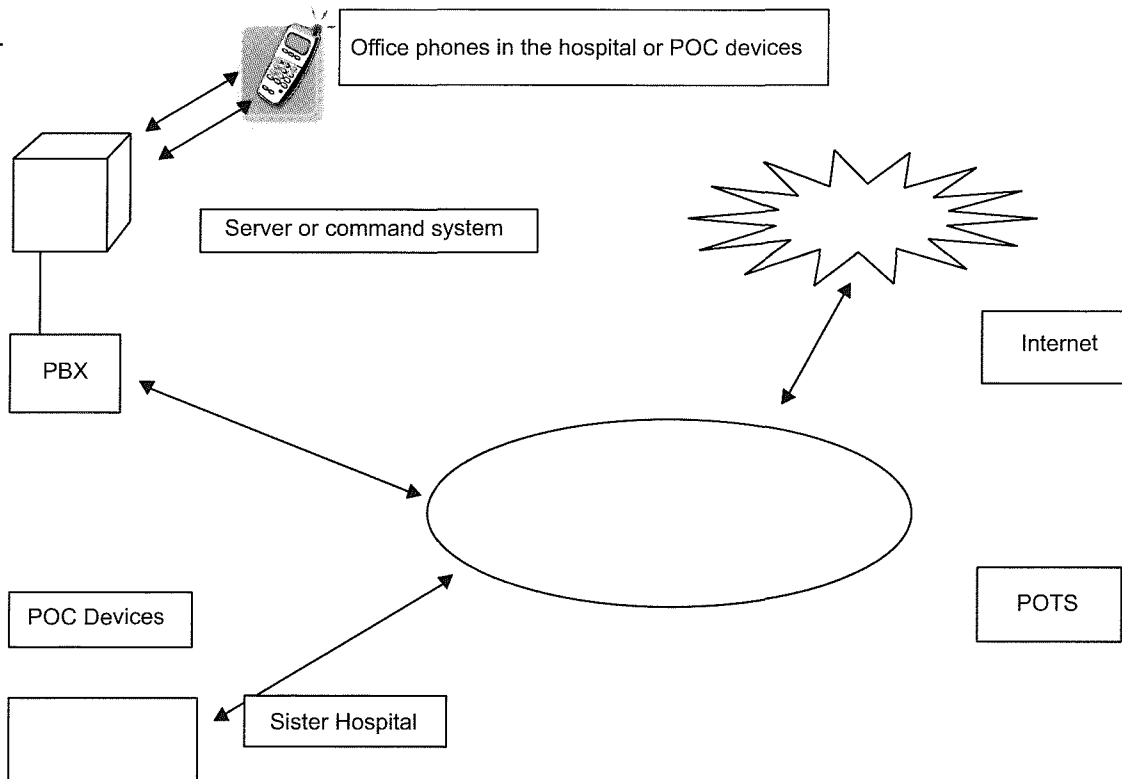 Office phones in the hospital or POC devices
Server or command system
Internet
PBX
POC Devices
POTS
Sister Hospital